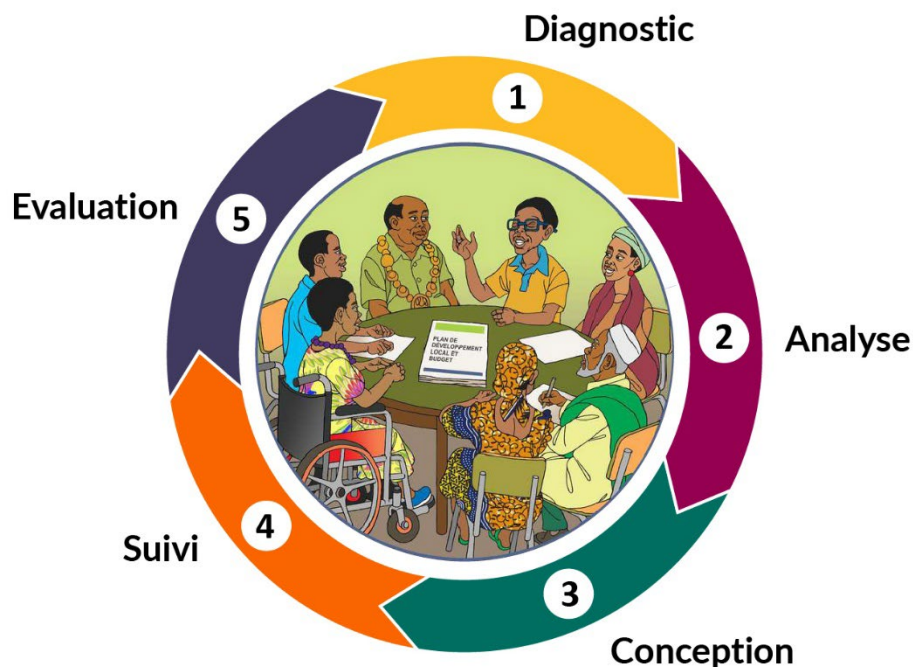 Diagnostic
1
2
Analyse
3
Conception
4
Suivi
5
Evaluation
PLAN DE
DÉVELOPPEMENT
LOCAL ET
BUDGET